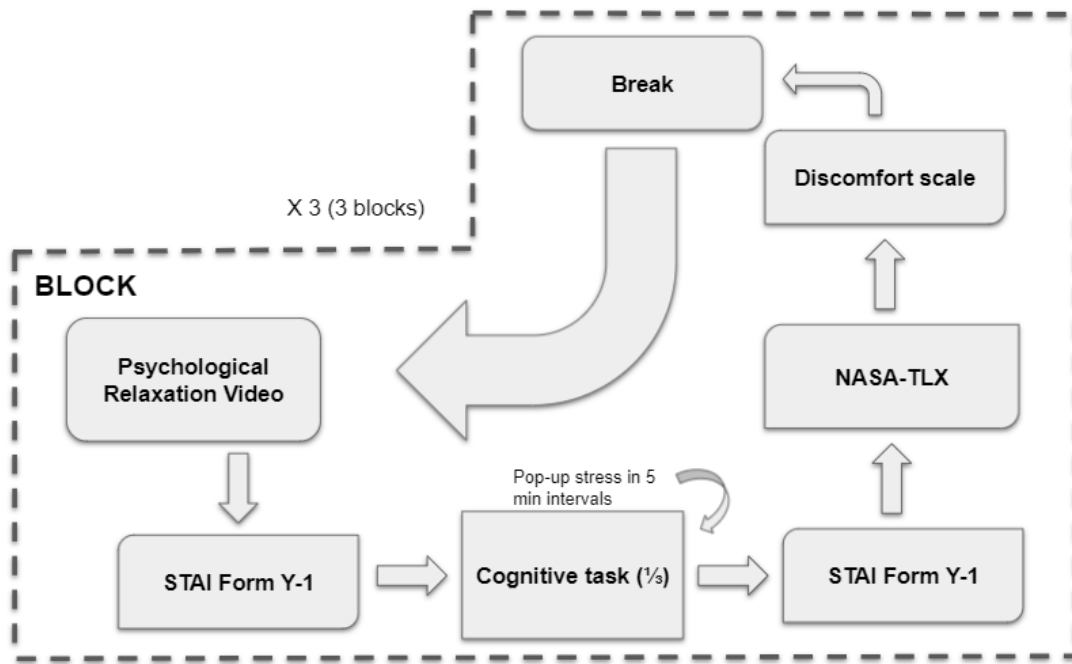 Break
Discomfort scale
X 3 (3 blocks)
BLOCK
Psychological
Relaxation Video
NASA-TLX
Pop-up stress in 5
min intervals
STAI Form Y-1
Cognitive task (⅓)
STAI Form Y-1